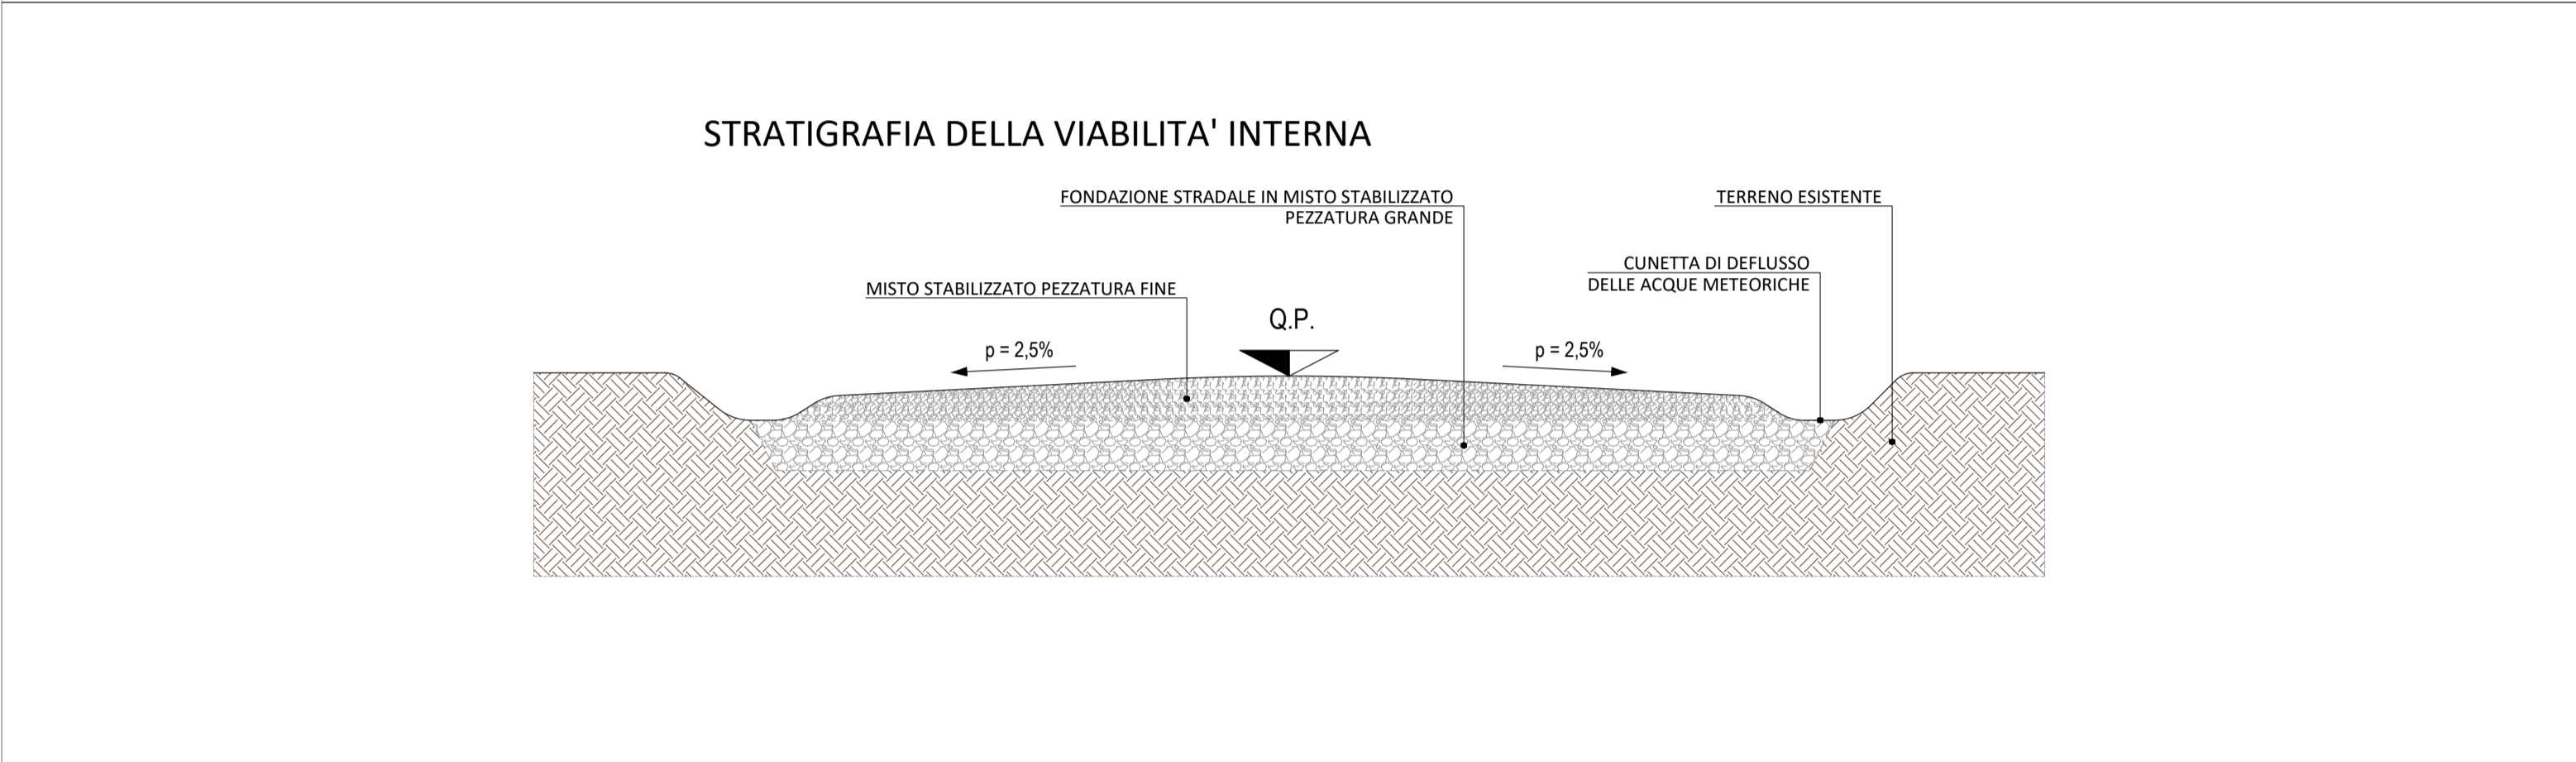 STRATIGRAFIA DELLA VIABILITA' INTERNA
FONDAZIONE STRADALE IN MISTO STABILIZZATO
PEZZATURA GRANDE
TERRENO ESISTENTE
CUNETTA DI DEFLUSSO
DELLE ACQUE METEORICHE
MISTO STABILIZZATO PEZZATURA FINE
Q.P.
p = 2,5%
p = 2,5%